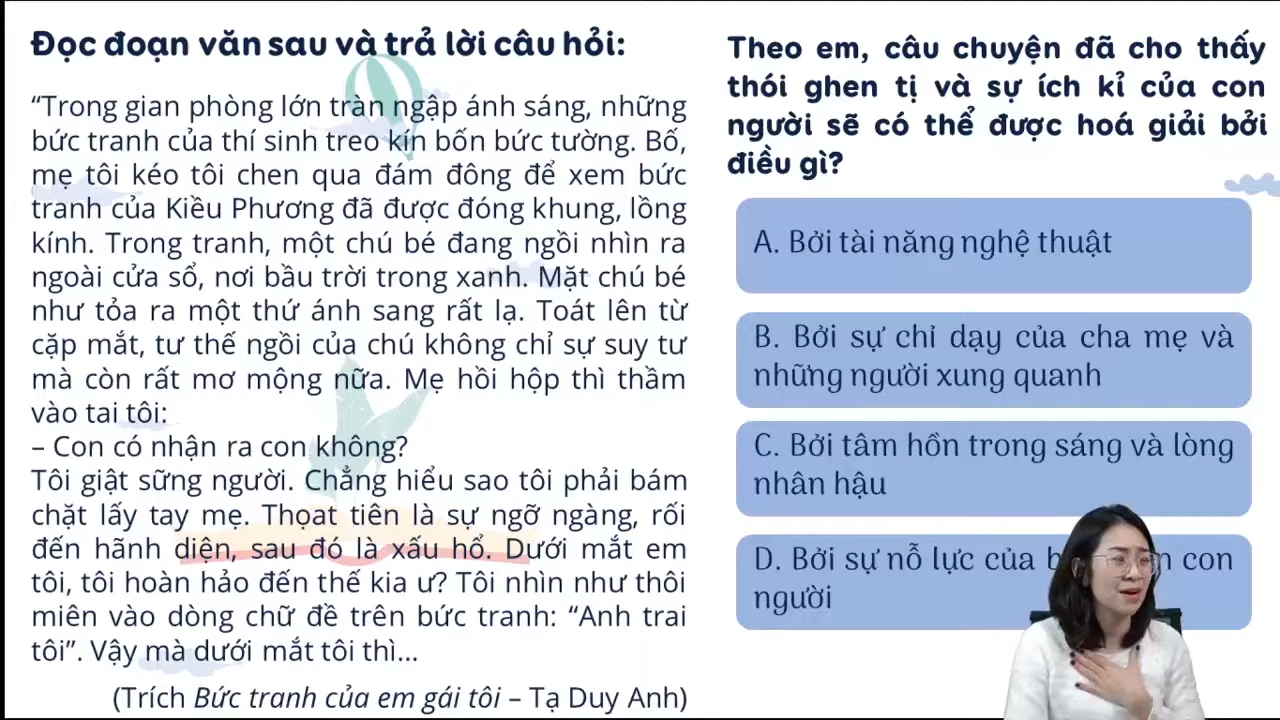 Đọc đoạn văn sau và trả lời câu hỏi:
“Trong gian phòng lớn tràn ngập ánh sáng, những
bức tranh của thí sinh treo kín bốn bức tường. Bố,
mẹ tôi kéo tôi chen qua đám đông để xem bức
tranh của Kiều Phương đã được đóng khung, lồng
kính. Trong tranh, một chú bé đang ngồi nhìn ra
ngoài cửa sổ, nơi bầu trời trong xanh. Mặt chú bé
như tỏa ra một thứ ánh sang rất lạ. Toát lên từ
cặp mắt, tư thế ngồi của chú không chỉ sự suy tư
mà còn rất mơ mộng nữa. Mẹ hồi hộp thì thầm
vào tai tôi:
– Con có nhận ra con không?
Tôi giật sững người. Chẳng hiểu sao tôi phải bám
chặt lấy tay mẹ. Thọat tiên là sự ngỡ ngàng, rồi
đến hãnh diện, sau đó là xấu hổ. Dưới mắt em
tôi, tôi hoàn hảo đến thế kia ư? Tôi nhìn như thôi
miên vào dòng chữ đề trên bức tranh: “Anh trai
tôi”. Vậy mà dưới mắt tôi thì...
(Trích Bức tranh của em gái tôi – Tạ Duy Anh)
Theo em, câu chuyện đã cho thấy
thói ghen tị và sự ích kỉ của con
người sẽ có thể được hoá giải bởi
điều gì?
A. Bởi tài năng nghệ thuật
B. Bởi sự chỉ dạy của cha mẹ và
những người xung quanh
C. Bởi tâm hồn trong sáng và lòng
nhân hậu
D. Bởi sự nỗ lực của con
người